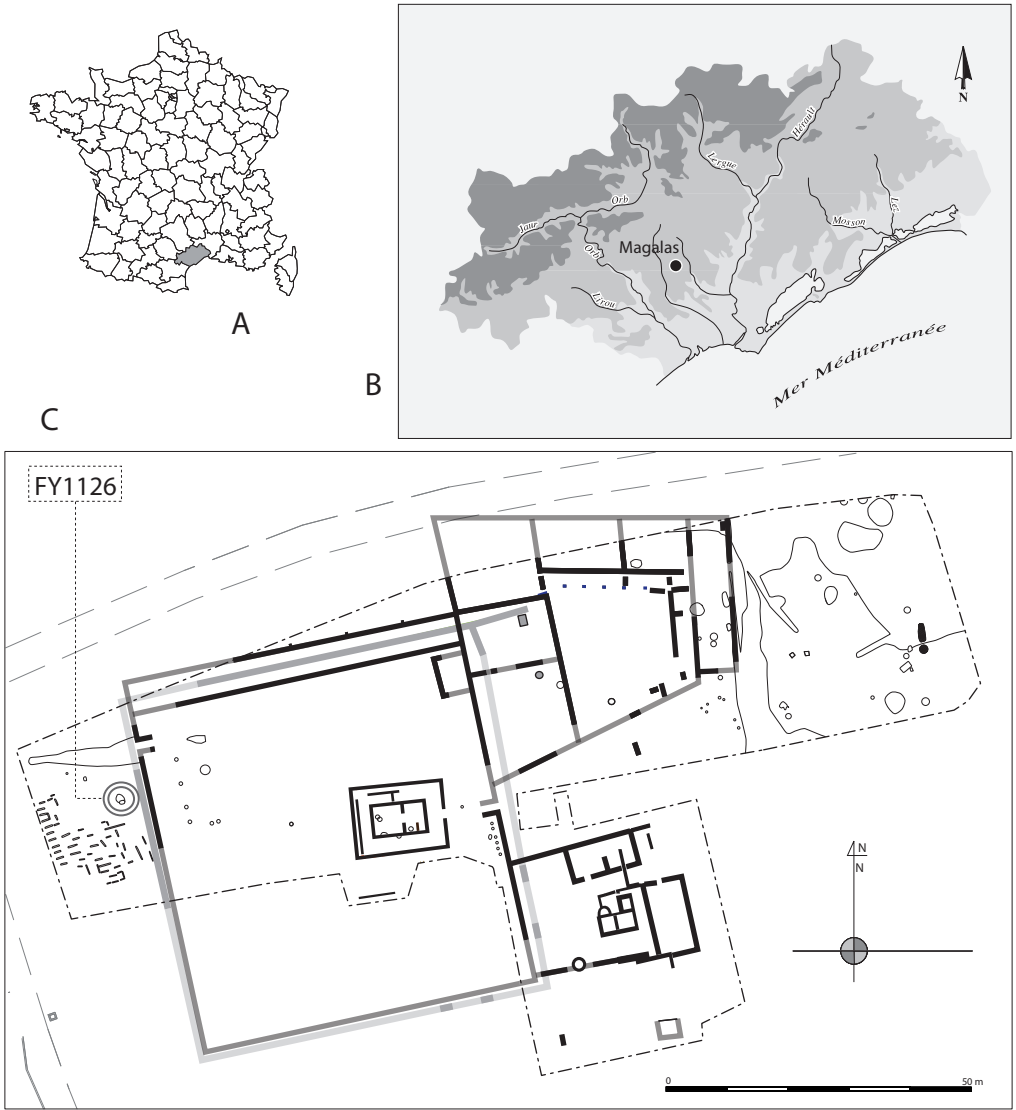 A
B
C
N
Hérault
Lergue
Orb
Jaur
Mosson
Lez
Orb
Magalas
Lirou
Mer Méditerranée
FY1126
N
N
0 50 m